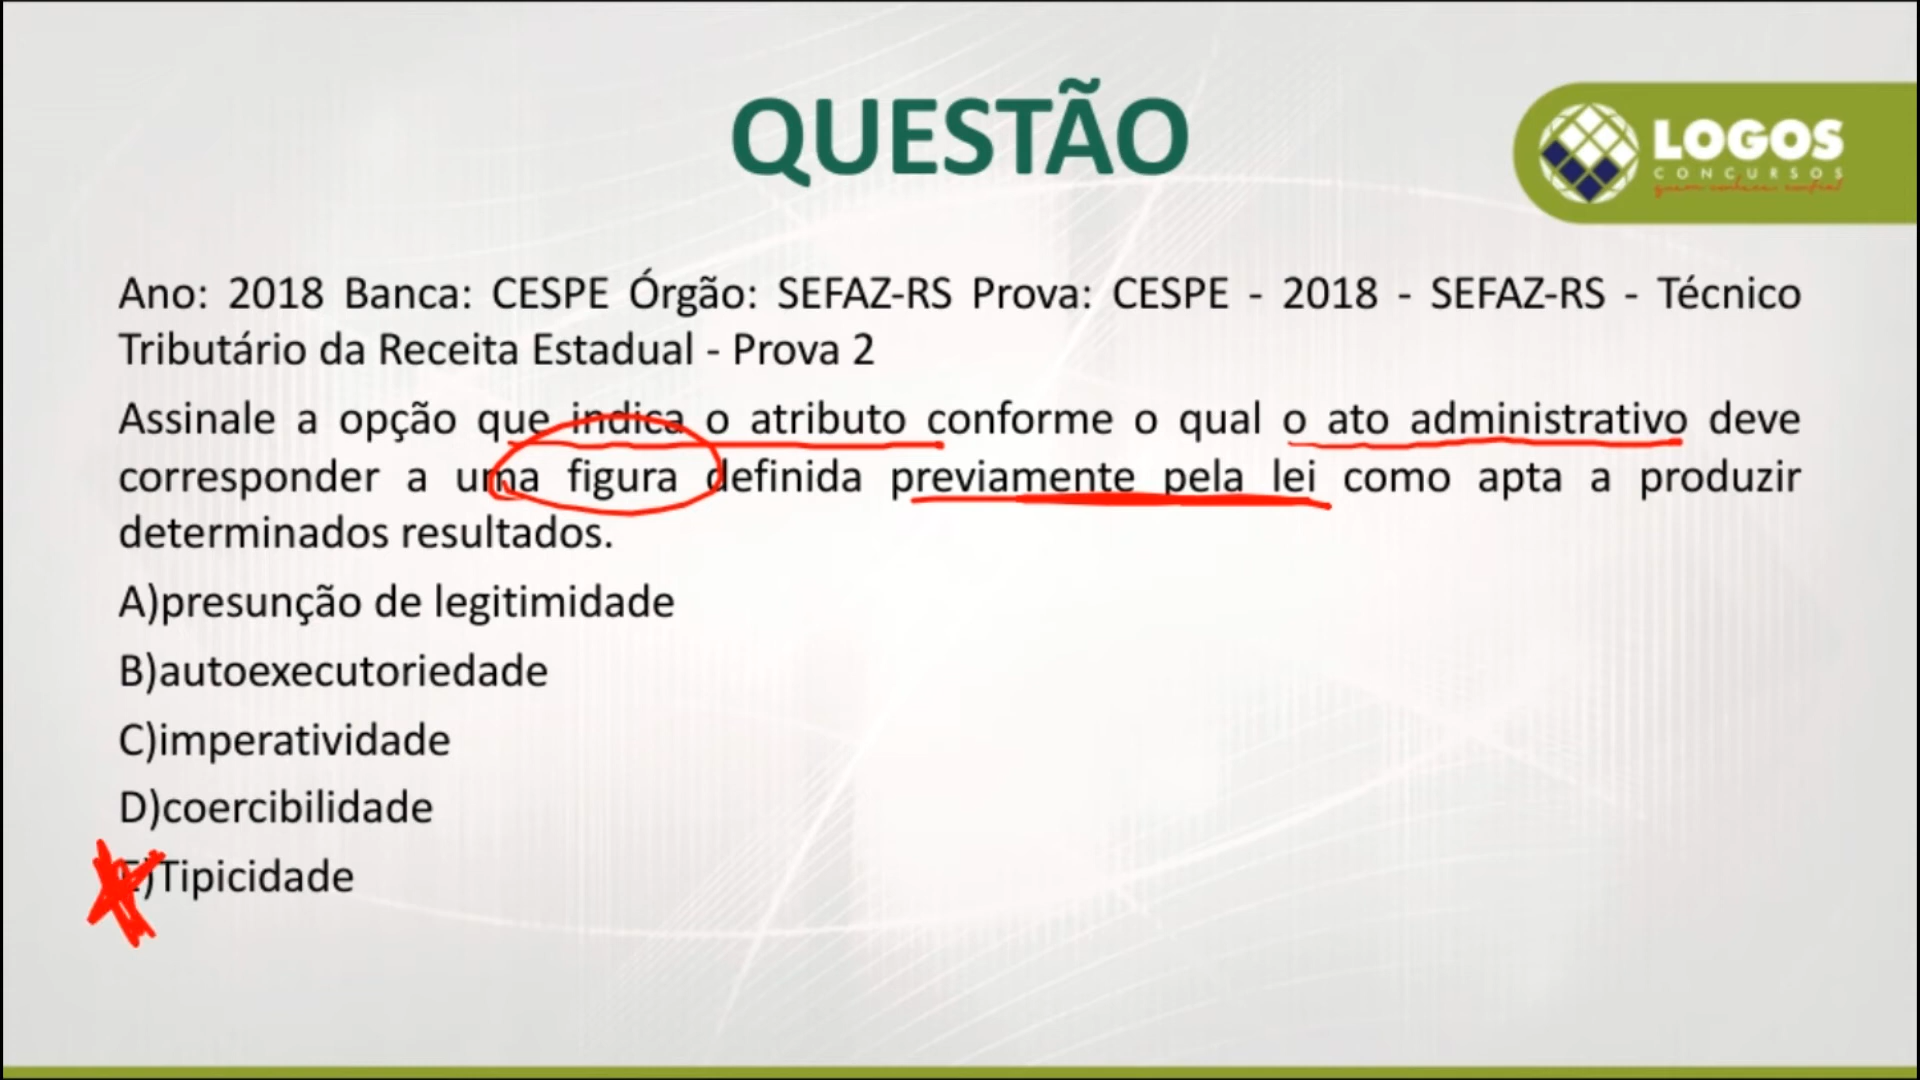 QUESTÃO
LOGOS
CONCURSOS
Ano: 2018 Banca: CESPE Órgão: SEFAZ-RS Prova: CESPE - 2018 - SEFAZ-RS - Técnico
Tributário da Receita Estadual - Prova 2
Assinale a opção que indica o atributo conforme o qual o ato administrativo deve
corresponder a uma figura definida previamente pela lei como apta a produzir
determinados resultados.
A)presunção de legitimidade
B)autoexecutoriedade
C)imperatividade
D)coercibilidade
E)Tipicidade